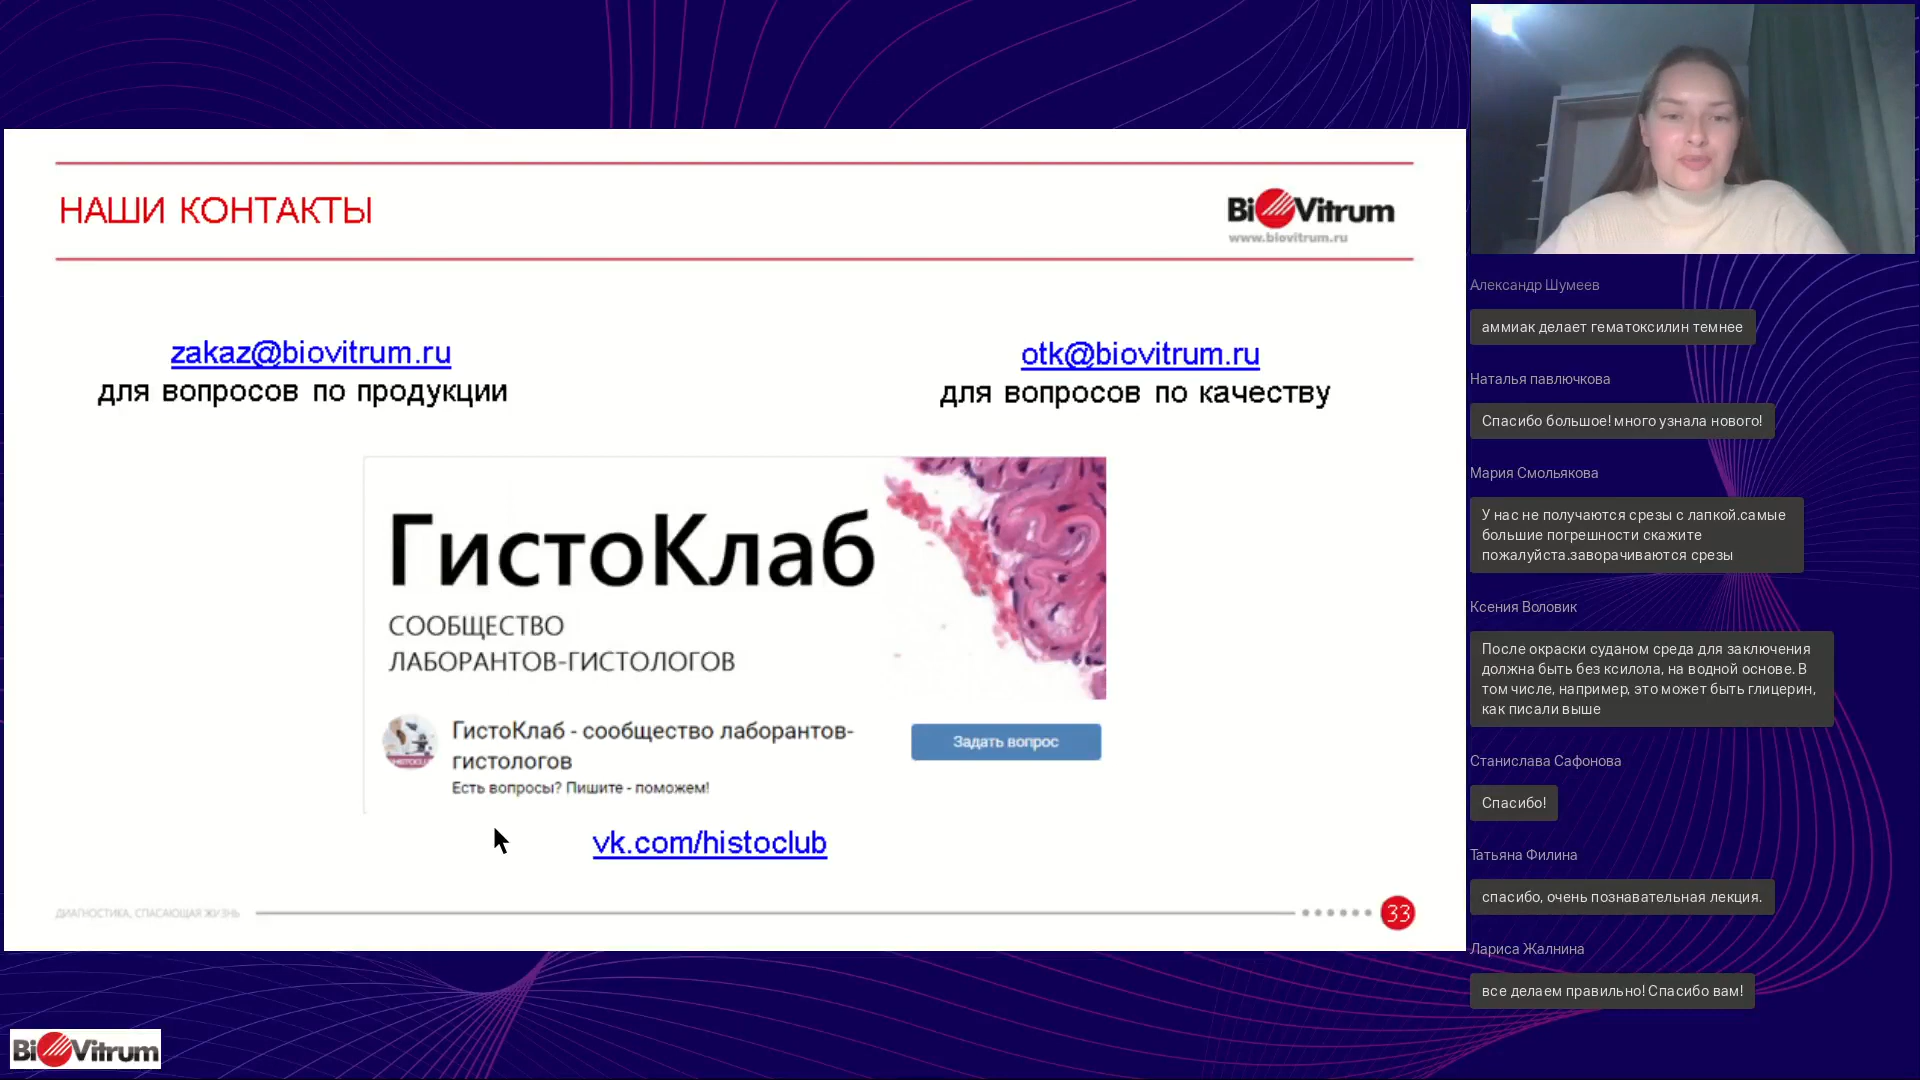 НАШИ КОНТАКТЫ
BiOVitrum
www.biovitrum.ru
zakaz@biovitrum.ru
для вопросов по продукции
otk@biovitrum.ru
для вопросов по качеству
ГистоКлаб
СООБЩЕСТВО
ЛАБОРАНТОВ-ГИСТОЛОГОВ
ГистоКлаб - сообщество лаборантов-
гистологов
Есть вопросы? Пишите - поможем!
Задать вопрос
vk.com/histoclub
ДИАГНОСТИКА, СПАСАЮЩАЯ ЖИЗНЬ
33
BiOVitrum
Александр Шумеев
аммиак делает гематоксилин темнее
Наталья павлючкова
Спасибо большое! много узнала нового!
Мария Смольякова
У нас не получаются срезы с лапкой.самые
большие погрешности скажите
пожалуйста.заворачиваются срезы
Ксения Воловик
После окраски суданом среда для заключения
должна быть без ксилола, на водной основе. В
том числе, например, это может быть глицерин,
как писали выше
Станислава Сафонова
Спасибо!
Татьяна Филина
спасибо, очень познавательная лекция.
Лариса Жалнина
все делаем правильно! Спасибо вам!